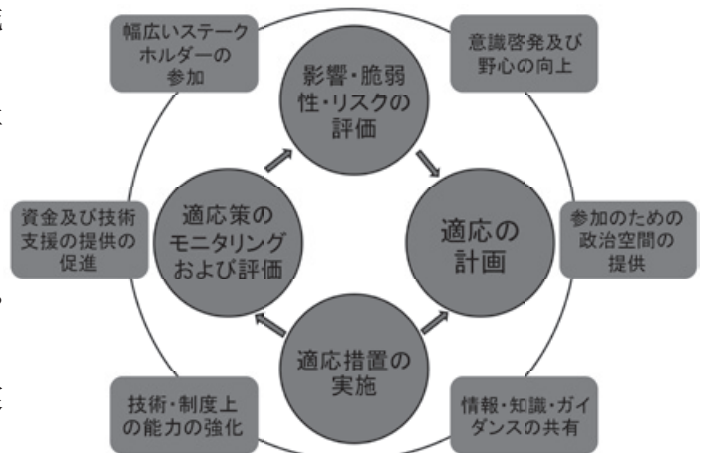 幅広いステーク
ホルダーの
参加
意識啓発及び
野心の向上
影響・脆弱
性・リスクの
評価
資金及び技術
支援の提供の
促進
適応策の
モニタリング
および評価
適応の
計画
参加のための
政治空間の
提供
適応措置の
実施
技術・制度上
の能力の強化
情報・知識・ガイ
ダンスの共有